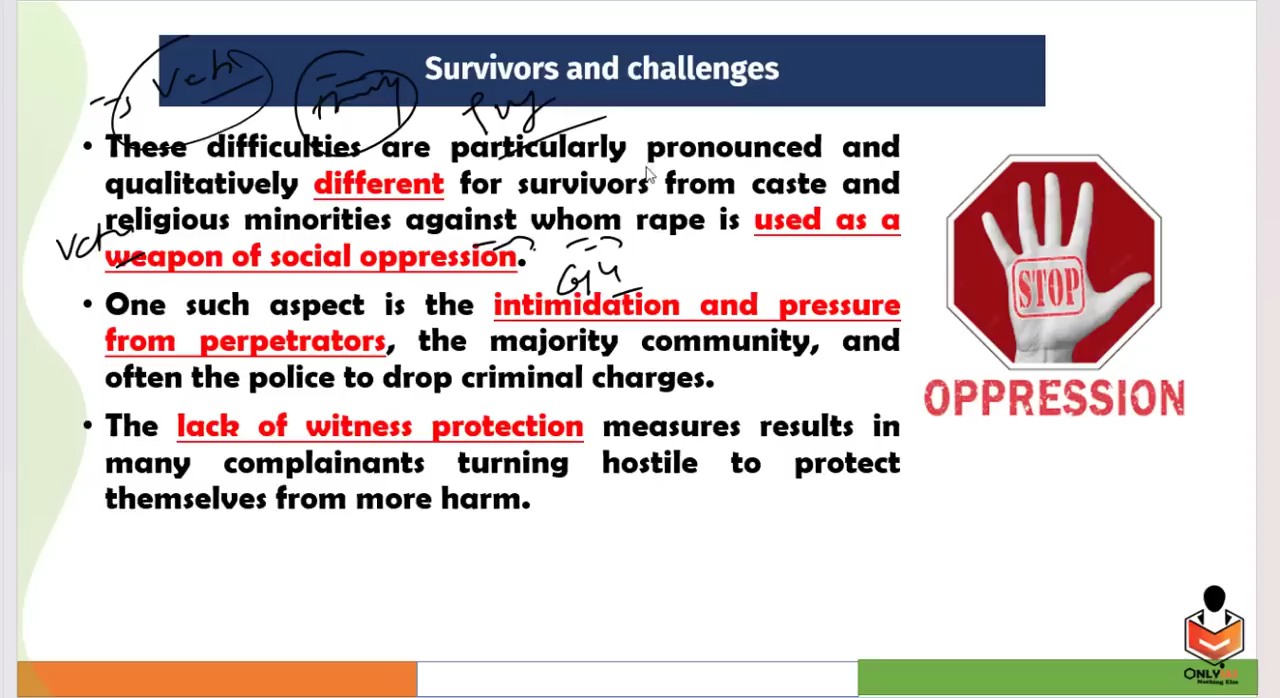 Survivors and challenges
• These difficulties are particularly pronounced and
qualitatively different for survivors from caste and
religious minorities against whom rape is used as a
weapon of social oppression.
• One such aspect is the intimidation and pressure
from perpetrators, the majority community, and
often the police to drop criminal charges.
• The lack of witness protection measures results in
many complainants turning hostile to protect
themselves from more harm.
STOP
OPPRESSION
Nothing Else